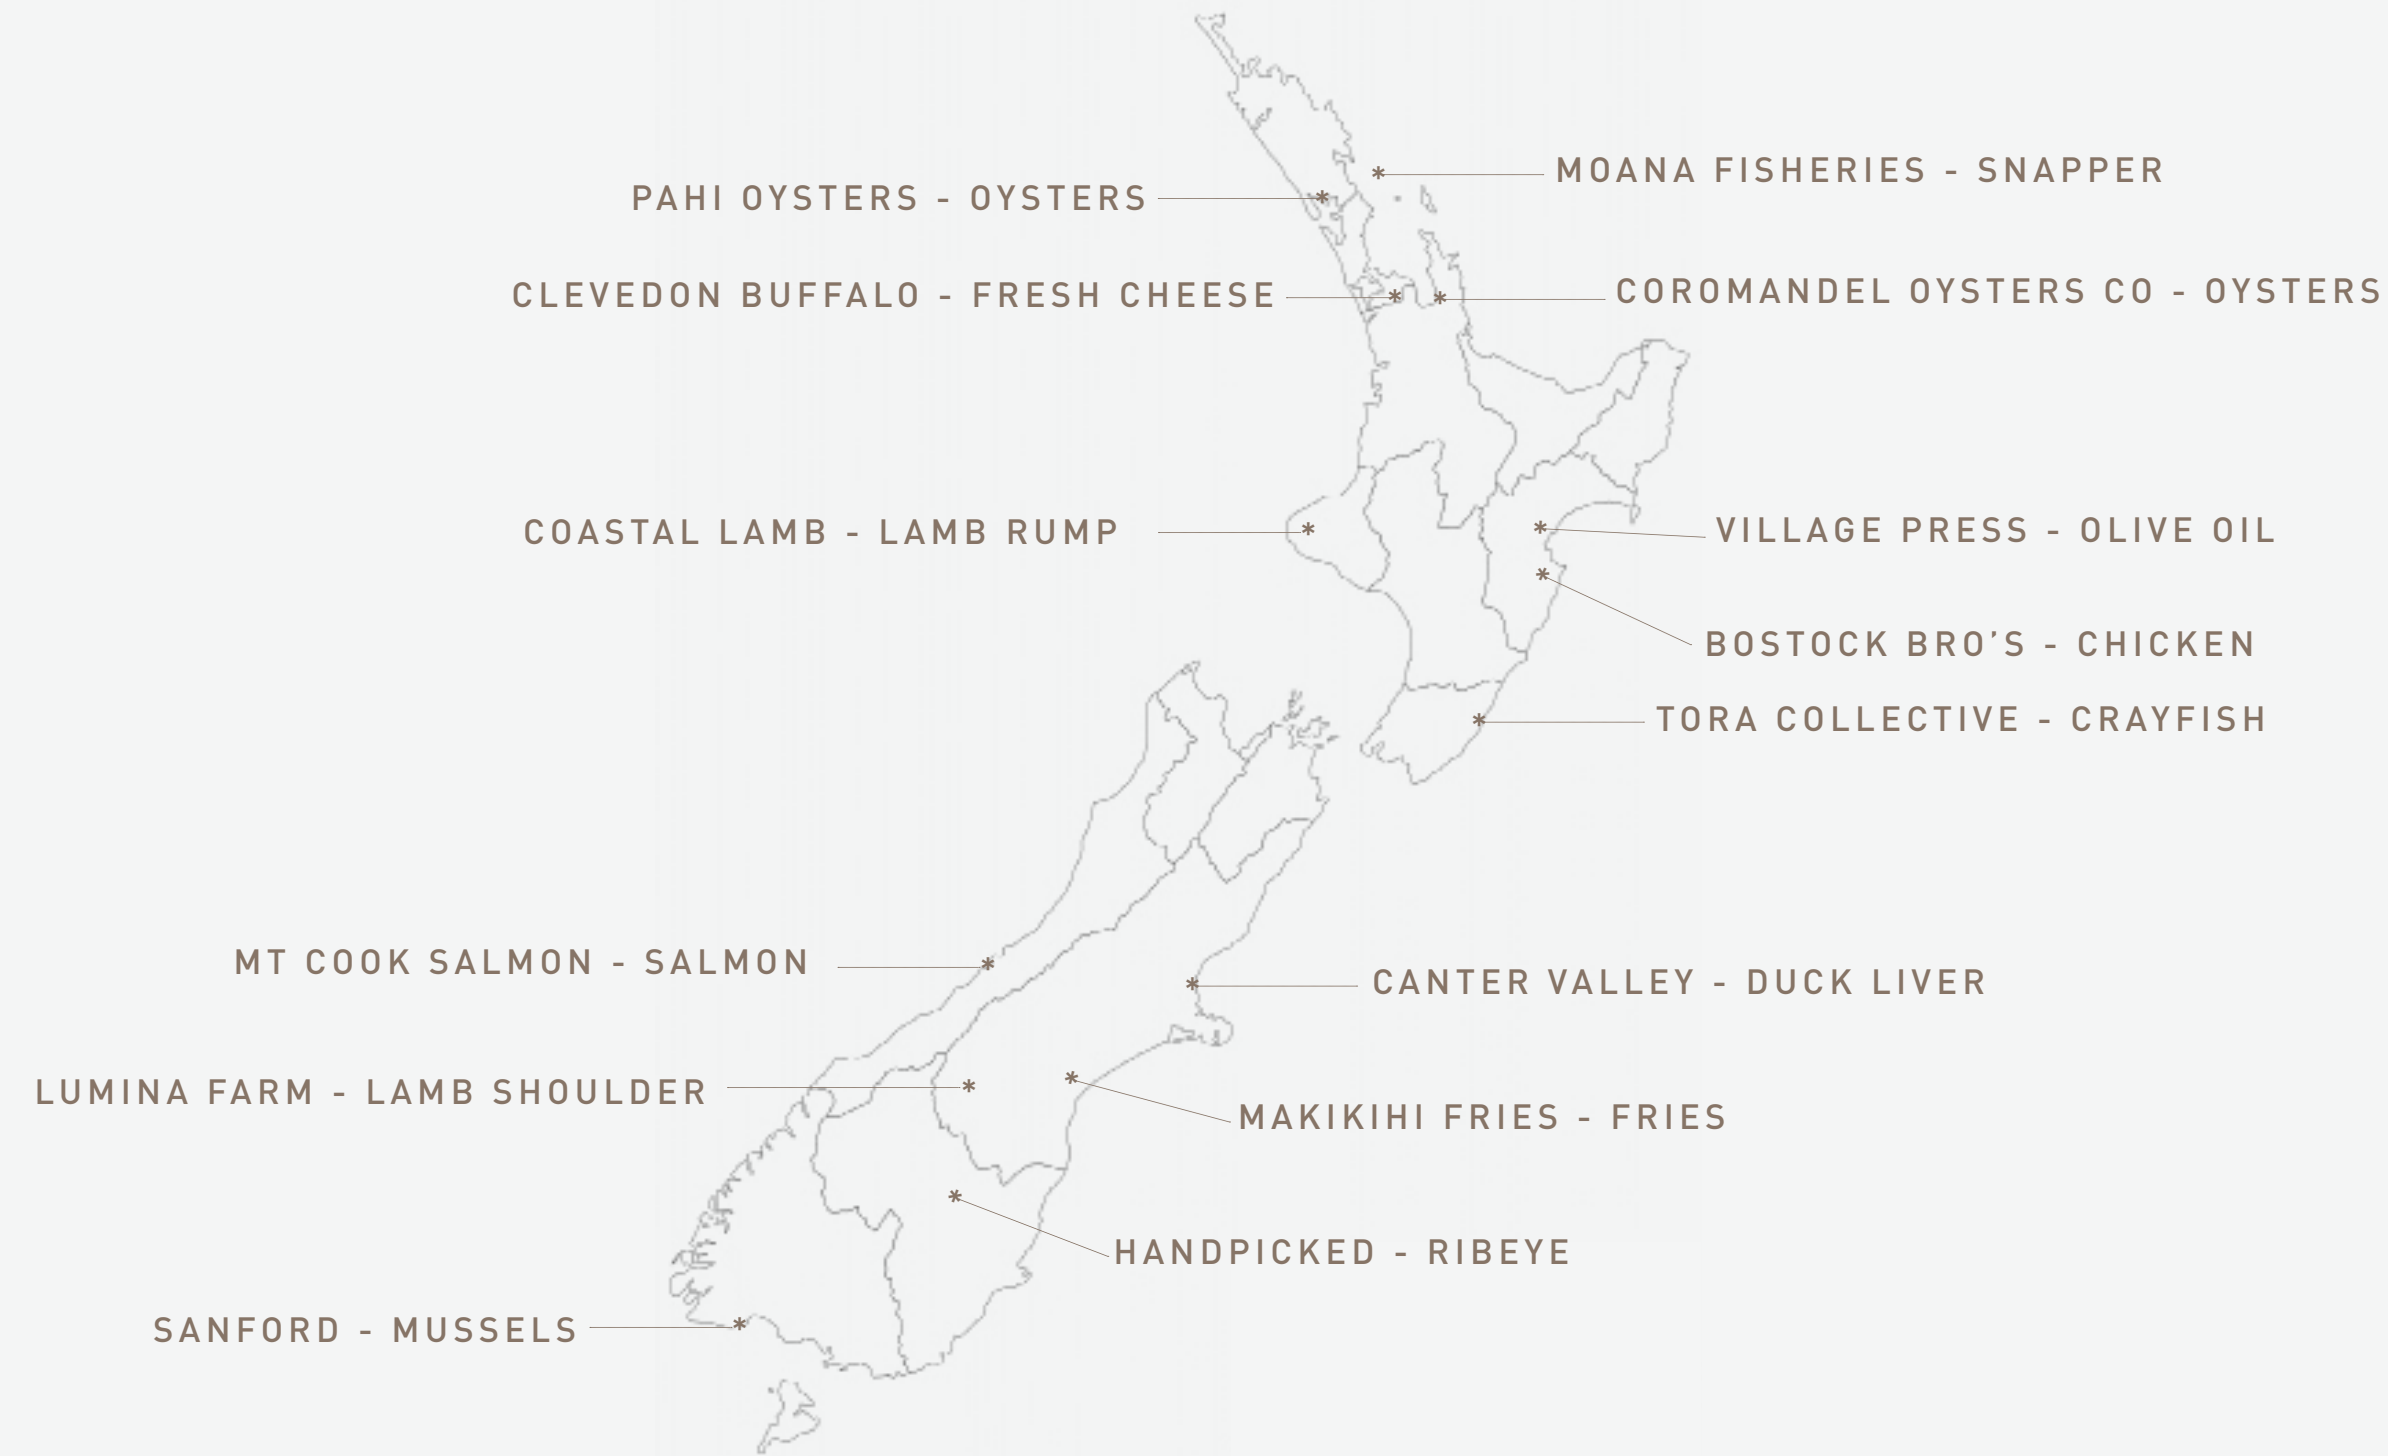 MOANA FISHERIES - SNAPPER
PAHI OYSTERS - OYSTERS
CLEVEDON BUFFALO - FRESH CHEESE
COROMANDEL OYSTERS CO - OYSTERS
COASTAL LAMB - LAMB RUMP
VILLAGE PRESS - OLIVE OIL
BOSTOCK BRO’S - CHICKEN
TORA COLLECTIVE - CRAYFISH
MT COOK SALMON - SALMON
CANTER VALLEY - DUCK LIVER
LUMINA FARM - LAMB SHOULDER
MAKIKIHI FRIES - FRIES
HANDPICKED - RIBEYE
SANFORD - MUSSELS